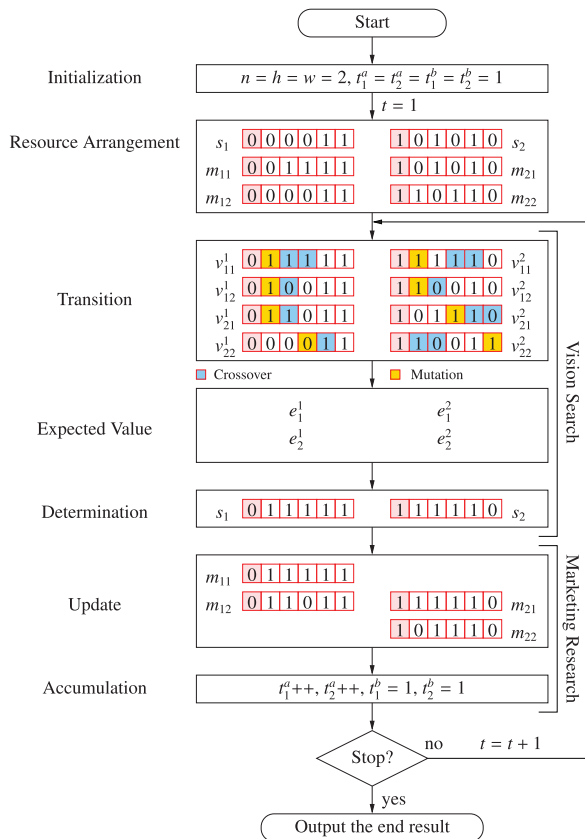 Start
Initialization
n = h = w = 2, t₁ᵃ = t₂ᵃ = t₁ᵇ = t₂ᵇ = 1
t = 1
Resource Arrangement
s₁ 0 0 0 0 1 1 1 0 1 0 1 0 s₂
m₁₁ 0 0 1 1 1 1 1 0 1 0 1 0 m₂₁
m₁₂ 0 0 0 0 1 1 1 1 0 1 1 0 m₂₂
Transition
v₁₁¹ 0 1 1 1 1 1 1 1 1 1 1 0 v₁₁²
v₁₂¹ 0 1 0 0 1 1 1 1 0 0 1 0 v₁₂²
v₂₁¹ 0 1 1 0 1 1 1 0 1 1 1 0 v₂₁²
v₂₂¹ 0 0 0 0 1 1 1 1 0 0 1 1 v₂₂²
Crossover Mutation
Vision Search
Expected Value
e₁¹ e₁²
e₂¹ e₂²
Determination
s₁ 0 1 1 1 1 1 1 1 1 1 1 0 s₂
Update
m₁₁ 0 1 1 1 1 1
m₁₂ 0 1 1 0 1 1 1 1 1 1 1 0 m₂₁
1 0 1 1 1 0 m₂₂
Marketing Research
Accumulation
t₁ᵃ++, t₂ᵃ++, t₁ᵇ = 1, t₂ᵇ = 1
Stop?
no
t = t + 1
yes
Output the end result